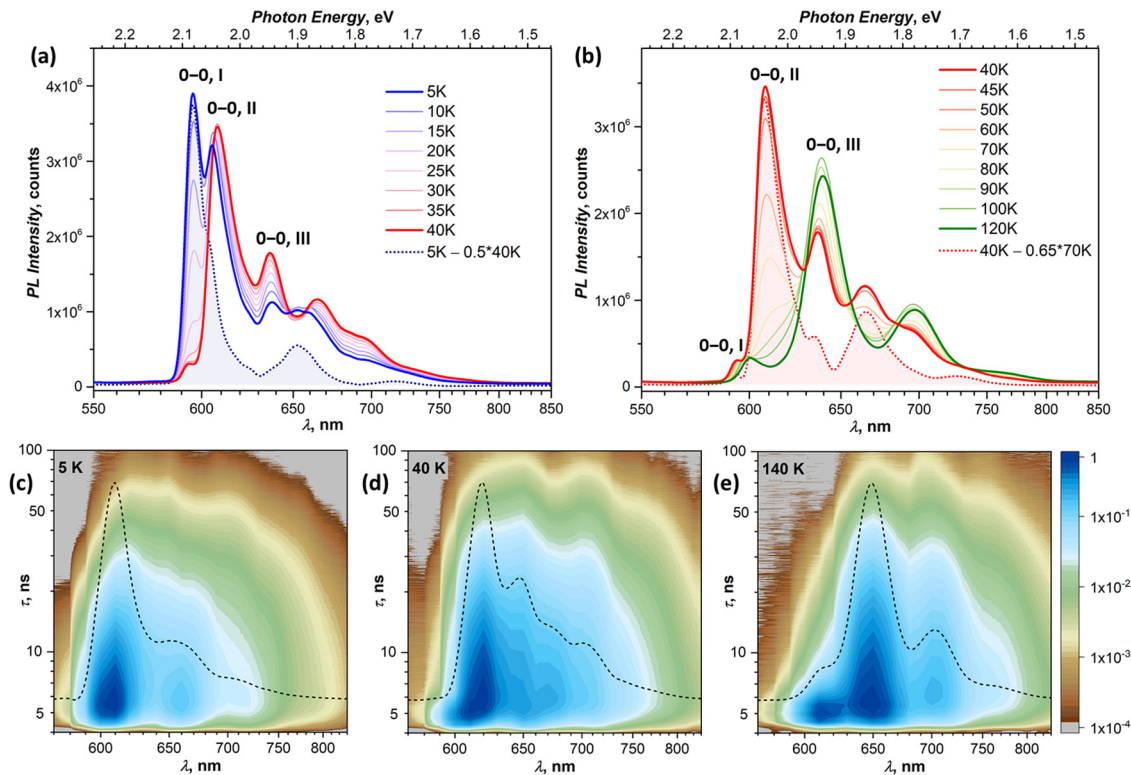 Photon Energy, eV
2.2 2.1 2.0 1.9 1.8 1.7 1.6 1.5
(a)
0–0, I
0–0, II
0–0, III
5K
10K
15K
20K
25K
30K
35K
40K
5K – 0.5*40K
PL Intensity, counts
4x10⁶
3x10⁶
2x10⁶
1x10⁶
0
550 600 650 700 750 800 850
λ, nm
Photon Energy, eV
2.2 2.1 2.0 1.9 1.8 1.7 1.6 1.5
(b)
0–0, II
0–0, III
0–0, I
40K
45K
50K
60K
70K
80K
90K
100K
120K
40K – 0.65*70K
PL Intensity, counts
3x10⁶
2x10⁶
1x10⁶
0
550 600 650 700 750 800 850
λ, nm
(c)
5 K
τ, ns
100
50
10
5
600 650 700 750 800
λ, nm
(d)
40 K
τ, ns
100
50
10
5
600 650 700 750 800
λ, nm
(e)
140 K
τ, ns
100
50
10
5
600 650 700 750 800
λ, nm
1
1x10⁻¹
1x10⁻²
1x10⁻³
1x10⁻⁴